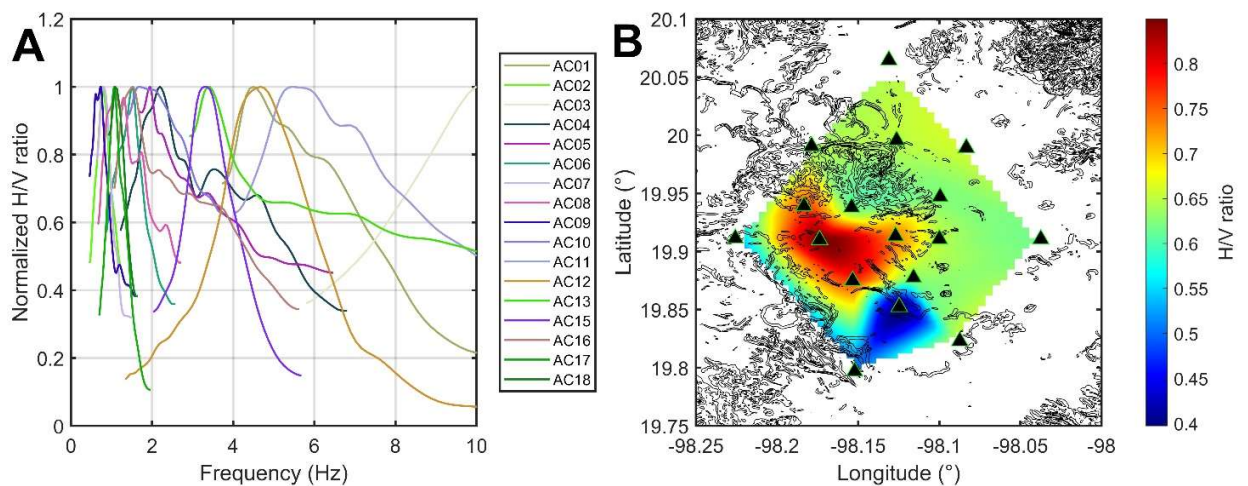 A
1.2
1
0.8
0.6
0.4
0.2
0
Normalized H/V ratio
0 2 4 6 8 10
Frequency (Hz)
AC01
AC02
AC03
AC04
AC05
AC06
AC07
AC08
AC09
AC10
AC11
AC12
AC13
AC15
AC16
AC17
AC18
B
20.1
20.05
20
19.95
19.9
19.85
19.8
19.75
Latitude (°)
-98.25 -98.2 -98.15 -98.1 -98.05 -98
Longitude (°)
0.8
0.75
0.7
0.65
0.6
0.55
0.5
0.45
0.4
H/V ratio